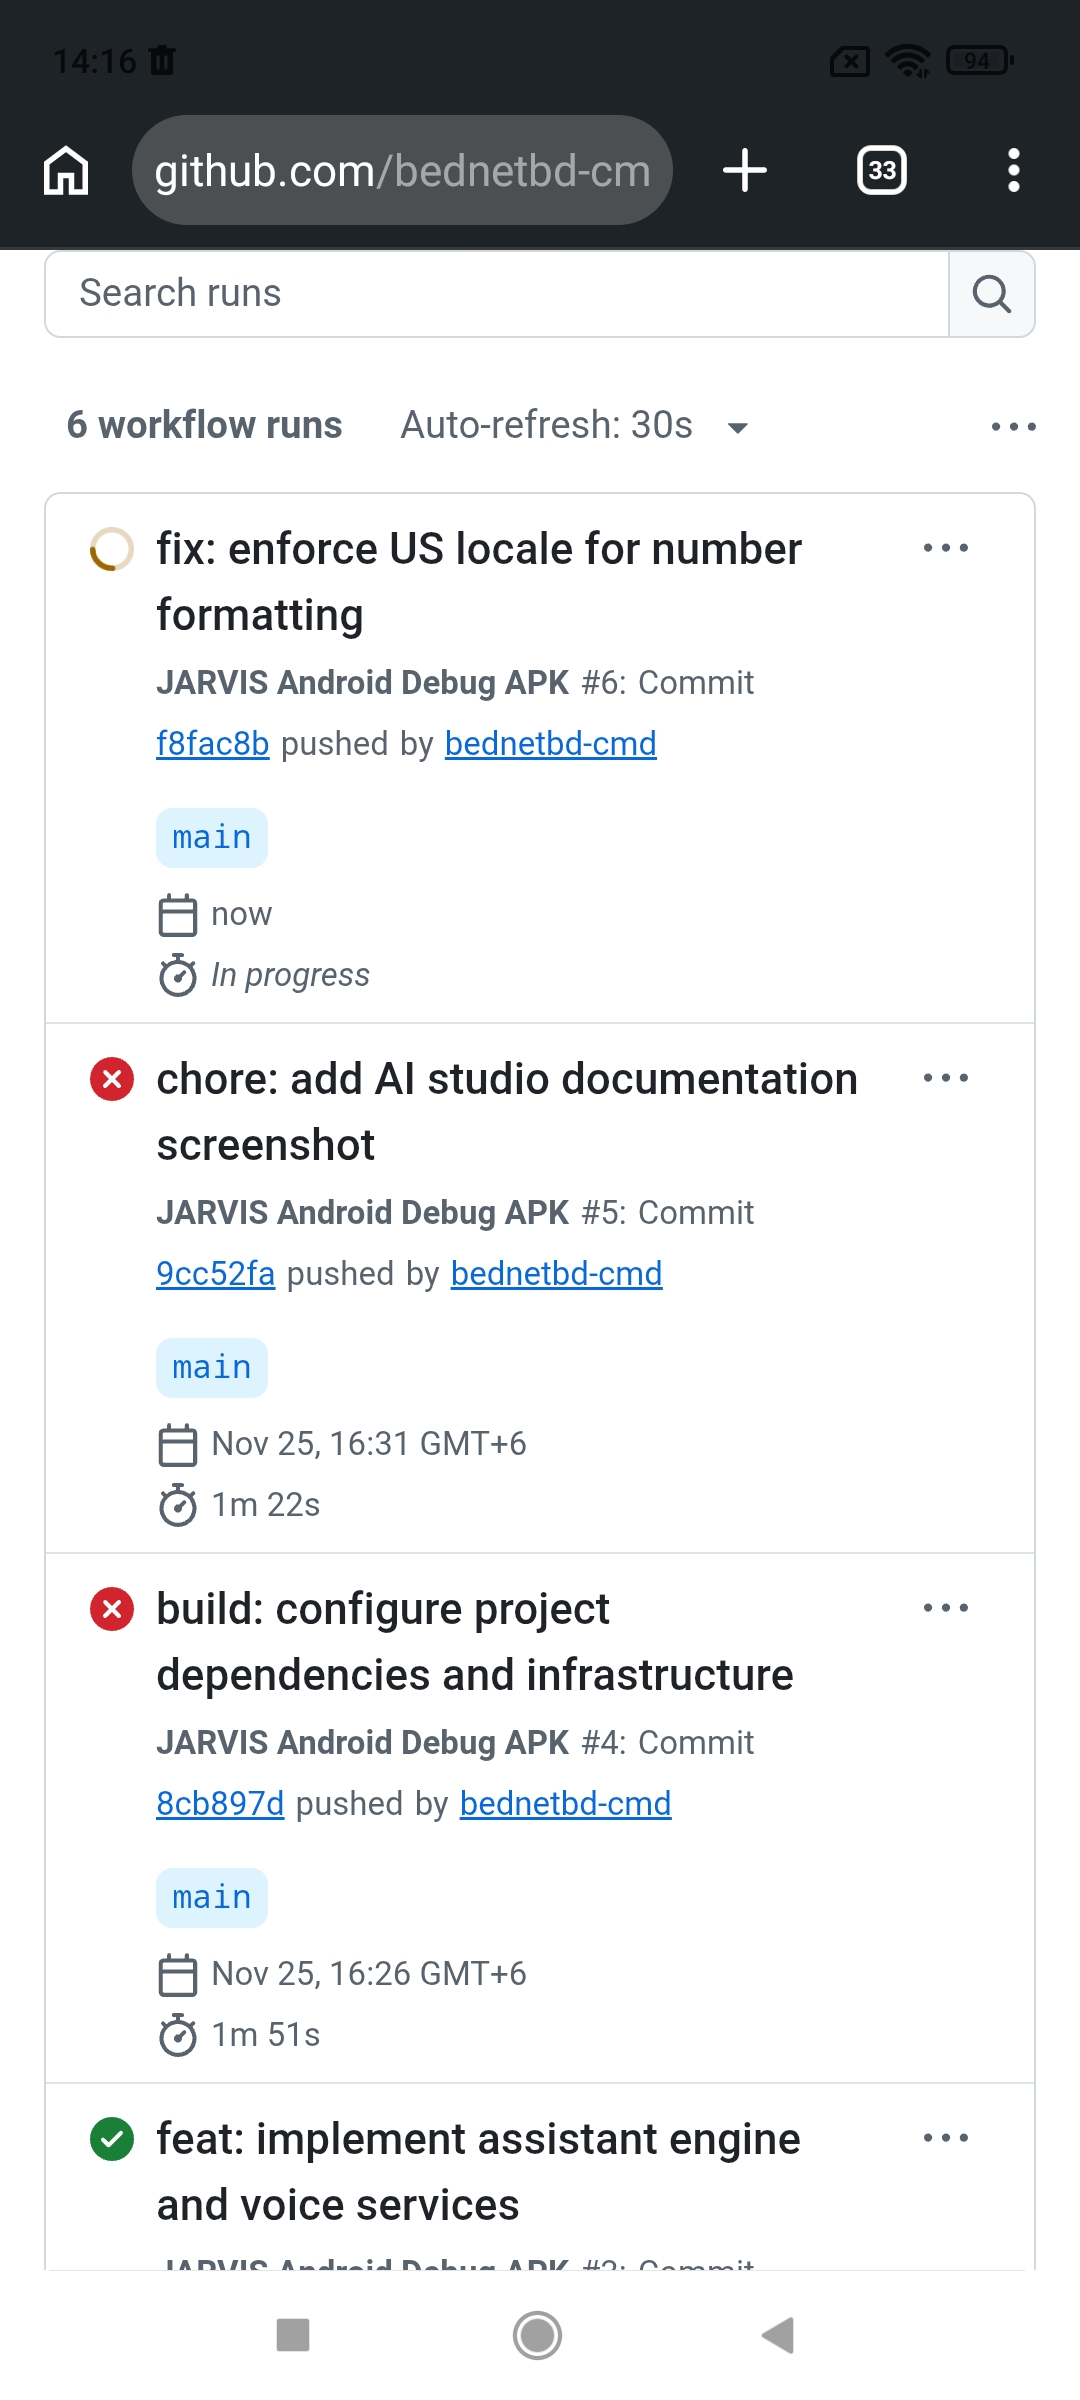 14:16
94
github.com/bednetbd-cm
33
Search runs
6 workflow runs Auto-refresh: 30s
fix: enforce US locale for number
formatting
JARVIS Android Debug APK #6: Commit
f8fac8b pushed by bednetbd-cmd
main
now
In progress
chore: add AI studio documentation
screenshot
JARVIS Android Debug APK #5: Commit
9cc52fa pushed by bednetbd-cmd
main
Nov 25, 16:31 GMT+6
1m 22s
build: configure project
dependencies and infrastructure
JARVIS Android Debug APK #4: Commit
8cb897d pushed by bednetbd-cmd
main
Nov 25, 16:26 GMT+6
1m 51s
feat: implement assistant engine
and voice services
JARVIS Android Debug APK Commit